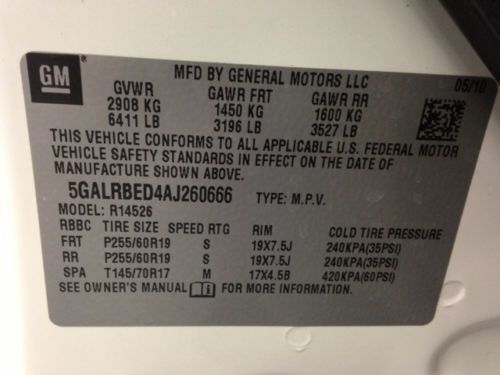 GM
MFD BY GENERAL MOTORS LLC
05/10
GVWR GAWR FRT GAWR RR
2908 KG 1450 KG 1600 KG
6411 LB 3196 LB 3527 LB
THIS VEHICLE CONFORMS TO ALL APPLICABLE U.S. FEDERAL MOTOR
VEHICLE SAFETY STANDARDS IN EFFECT ON THE DATE OF
MANUFACTURE SHOWN ABOVE.
5GALRBED4AJ260666 TYPE: M.P.V.
MODEL: R14526
RBBC TIRE SIZE SPEED RTG RIM COLD TIRE PRESSURE
FRT P255/60R19 S 19X7.5J 240KPA(35PSI)
RR P255/60R19 S 19X7.5J 240KPA(35PSI)
SPA T145/70R17 M 17X4.5B 420KPA(60PSI)
SEE OWNER'S MANUAL FOR MORE INFORMATION.